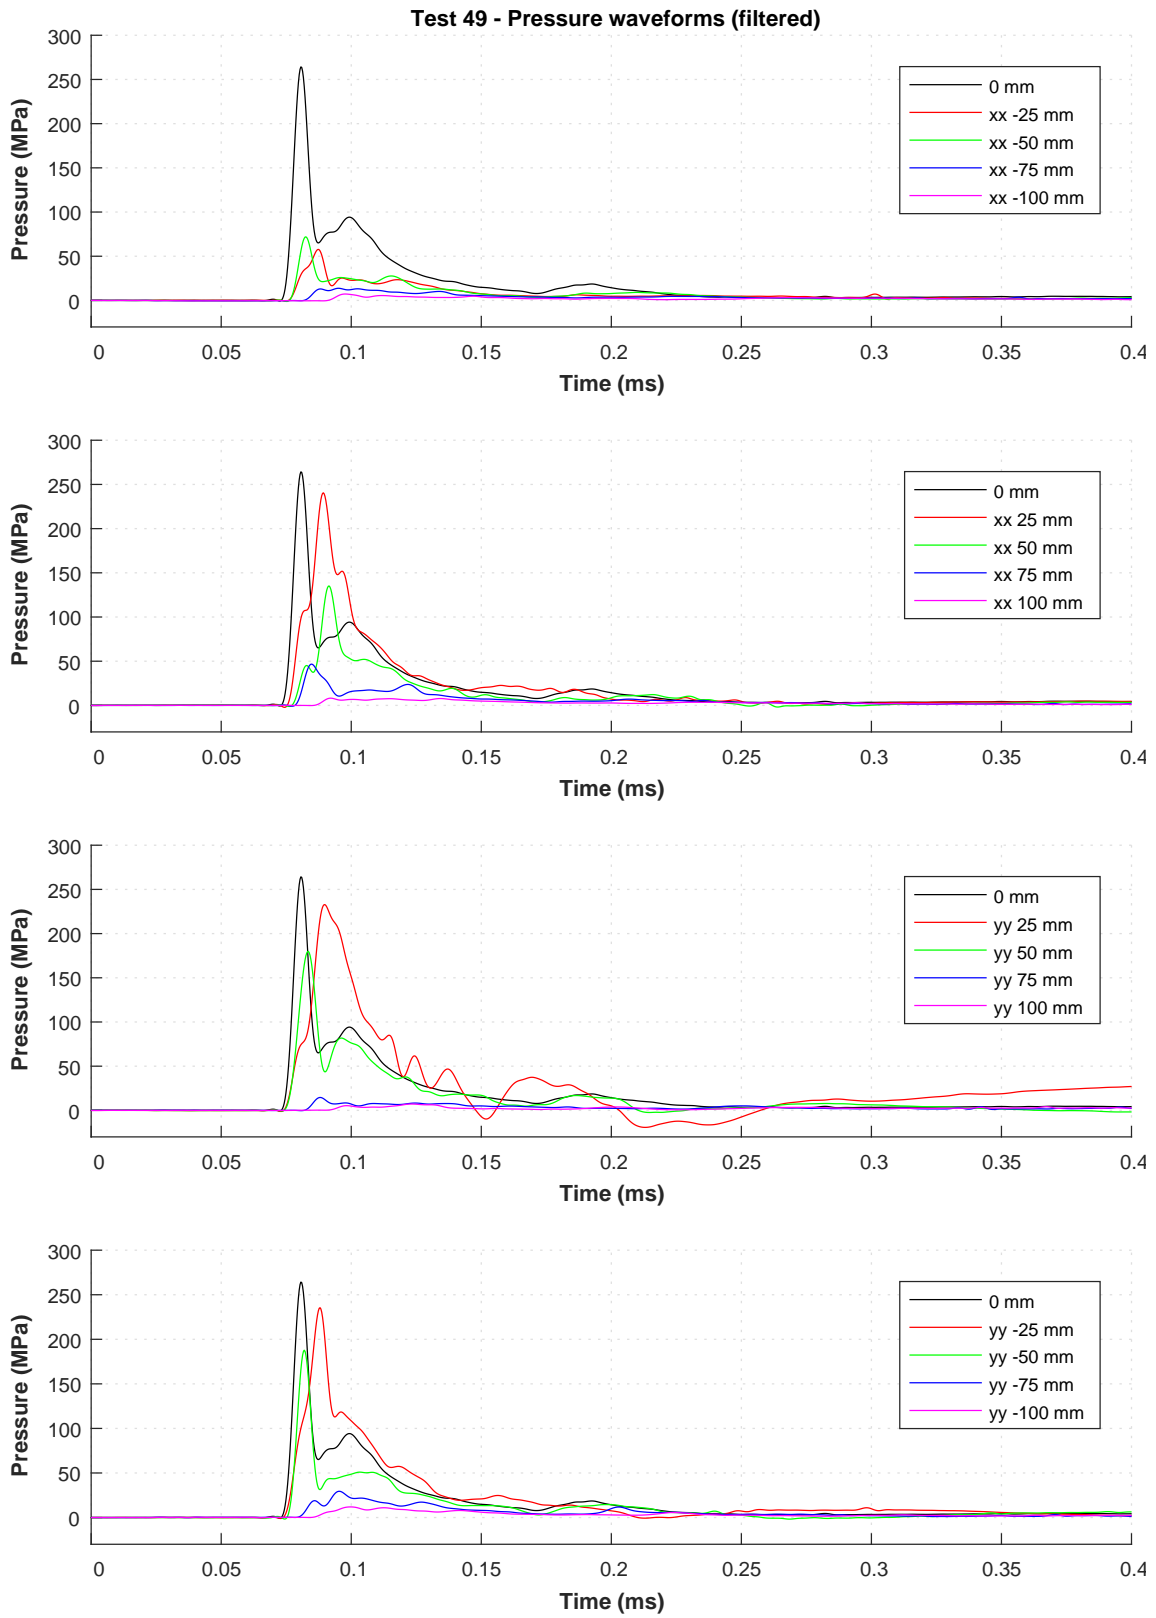 Test 49 - Pressure waveforms (filtered)
300
250
200
150
100
50
0
Pressure (MPa)
0 mm
xx -25 mm
xx -50 mm
xx -75 mm
xx -100 mm
0 0.05 0.1 0.15 0.2 0.25 0.3 0.35 0.4
Time (ms)
300
250
200
150
100
50
0
Pressure (MPa)
0 mm
xx 25 mm
xx 50 mm
xx 75 mm
xx 100 mm
0 0.05 0.1 0.15 0.2 0.25 0.3 0.35 0.4
Time (ms)
300
250
200
150
100
50
0
Pressure (MPa)
0 mm
yy 25 mm
yy 50 mm
yy 75 mm
yy 100 mm
0 0.05 0.1 0.15 0.2 0.25 0.3 0.35 0.4
Time (ms)
300
250
200
150
100
50
0
Pressure (MPa)
0 mm
yy -25 mm
yy -50 mm
yy -75 mm
yy -100 mm
0 0.05 0.1 0.15 0.2 0.25 0.3 0.35 0.4
Time (ms)